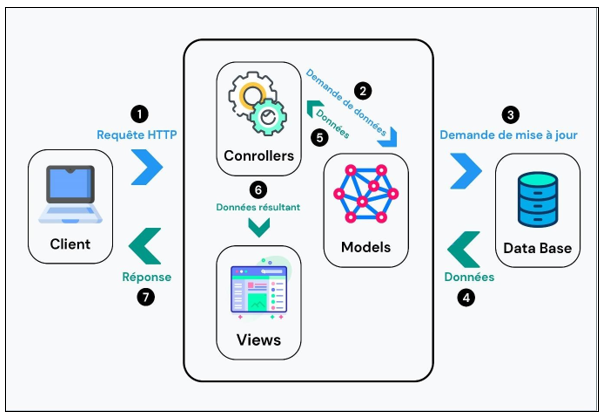 1
Requête HTTP
Client
Réponse
7
Conrollers
2
Demande de données
Données
5
6
Données résultant
Models
Views
3
Demande de mise à jour
Data Base
Données
4